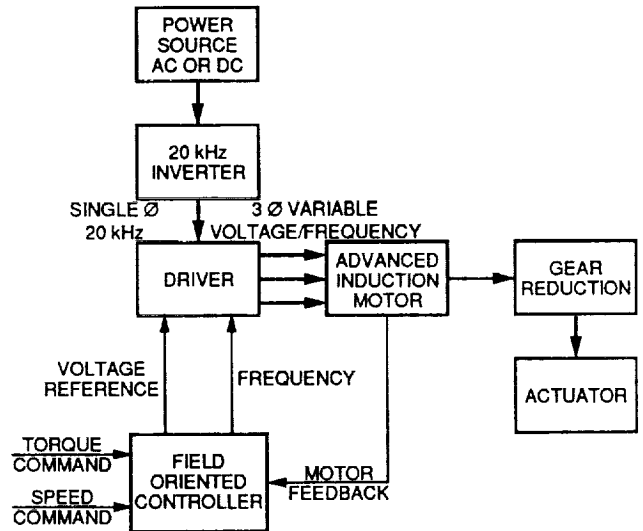 POWER
SOURCE
AC OR DC
20 kHz
INVERTER
SINGLE Ø
20 kHz
3 Ø VARIABLE
VOLTAGE/FREQUENCY
DRIVER
ADVANCED
INDUCTION
MOTOR
GEAR
REDUCTION
ACTUATOR
VOLTAGE
REFERENCE
FREQUENCY
TORQUE
COMMAND
SPEED
COMMAND
FIELD
ORIENTED
CONTROLLER
MOTOR
FEEDBACK